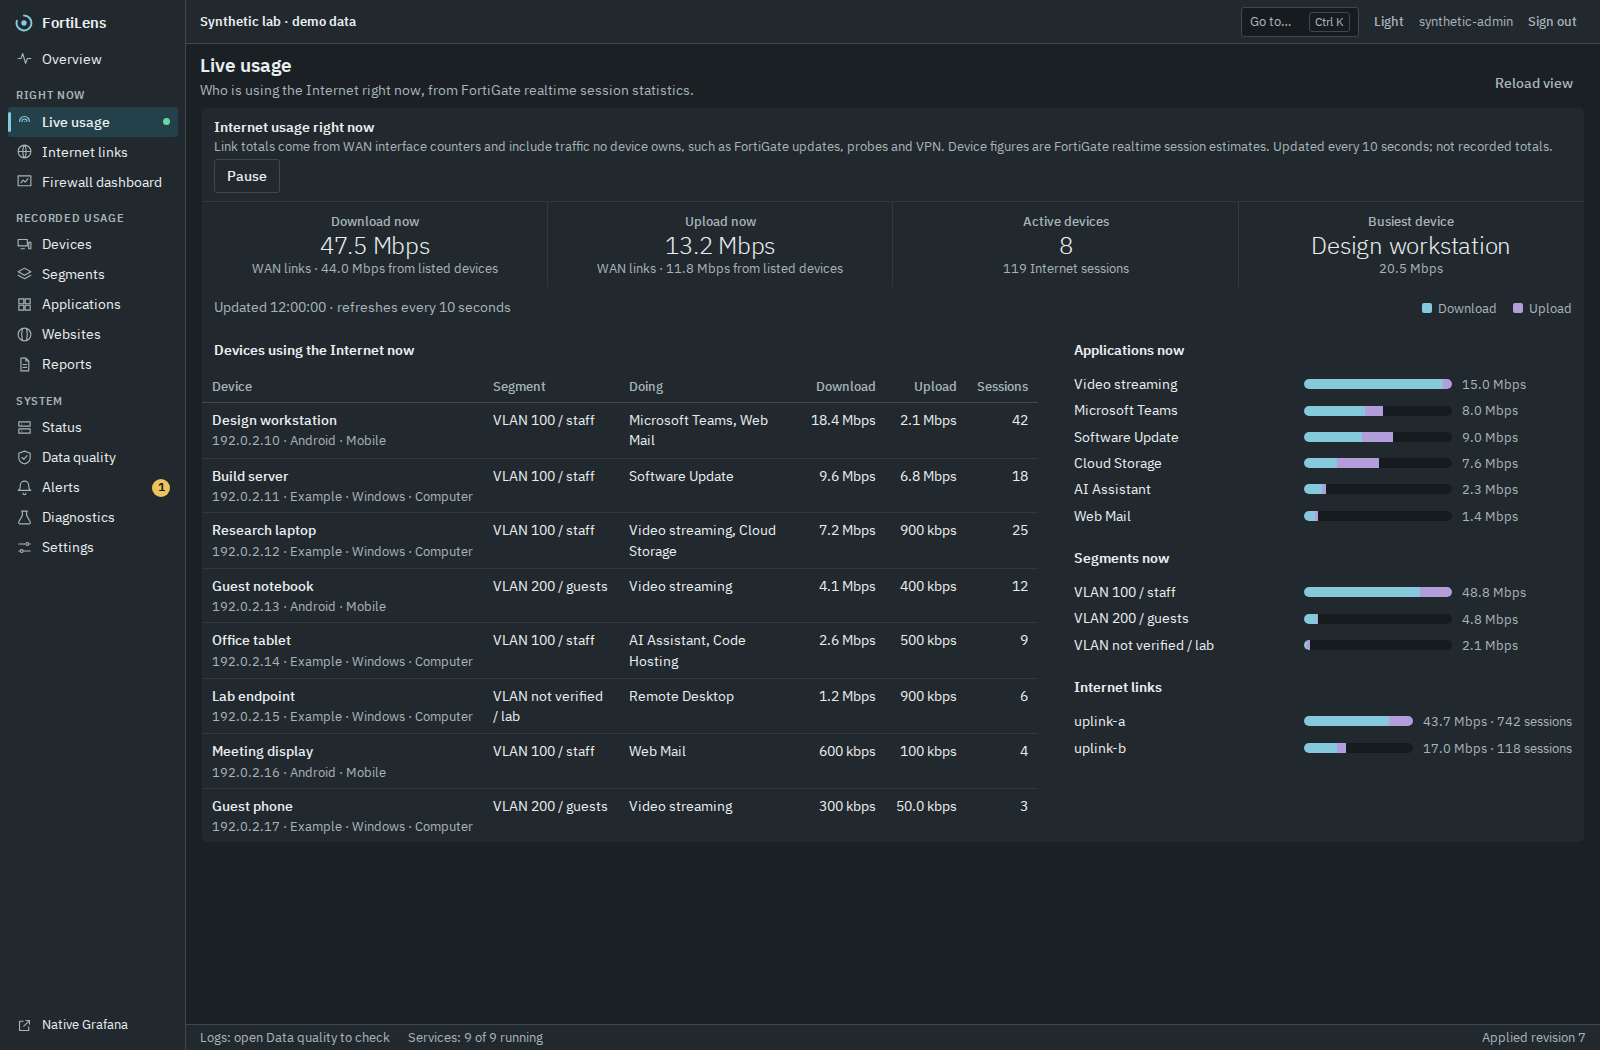 FortiLens
Overview
RIGHT NOW
Live usage
Internet links
Firewall dashboard
RECORDED USAGE
Devices
Segments
Applications
Websites
Reports
SYSTEM
Status
Data quality
Alerts 1
Diagnostics
Settings
Native Grafana
Synthetic lab · demo data
Go to... Ctrl K Light synthetic-admin Sign out
Live usage
Who is using the Internet right now, from FortiGate realtime session statistics.
Reload view
Internet usage right now
Link totals come from WAN interface counters and include traffic no device owns, such as FortiGate updates, probes and VPN. Device figures are FortiGate realtime session estimates. Updated every 10 seconds; not recorded totals.
Pause
Download now
47.5 Mbps
WAN links · 44.0 Mbps from listed devices
Upload now
13.2 Mbps
WAN links · 11.8 Mbps from listed devices
Active devices
8
119 Internet sessions
Busiest device
Design workstation
20.5 Mbps
Updated 12:00:00 · refreshes every 10 seconds
Download Upload
Devices using the Internet now
Device Segment Doing Download Upload Sessions
Design workstation VLAN 100 / staff Microsoft Teams, Web 18.4 Mbps 2.1 Mbps 42
192.0.2.10 · Android · Mobile Mail
Build server VLAN 100 / staff Software Update 9.6 Mbps 6.8 Mbps 18
192.0.2.11 · Example · Windows · Computer
Research laptop VLAN 100 / staff Video streaming, Cloud 7.2 Mbps 900 kbps 25
192.0.2.12 · Example · Windows · Computer Storage
Guest notebook VLAN 200 / guests Video streaming 4.1 Mbps 400 kbps 12
192.0.2.13 · Android · Mobile
Office tablet VLAN 100 / staff AI Assistant, Code 2.6 Mbps 500 kbps 9
192.0.2.14 · Example · Windows · Computer Hosting
Lab endpoint VLAN not verified Remote Desktop 1.2 Mbps 900 kbps 6
192.0.2.15 · Example · Windows · Computer / lab
Meeting display VLAN 100 / staff Web Mail 600 kbps 100 kbps 4
192.0.2.16 · Android · Mobile
Guest phone VLAN 200 / guests Video streaming 300 kbps 50.0 kbps 3
192.0.2.17 · Example · Windows · Computer
Applications now
Video streaming 15.0 Mbps
Microsoft Teams 8.0 Mbps
Software Update 9.0 Mbps
Cloud Storage 7.6 Mbps
AI Assistant 2.3 Mbps
Web Mail 1.4 Mbps
Segments now
VLAN 100 / staff 48.8 Mbps
VLAN 200 / guests 4.8 Mbps
VLAN not verified / lab 2.1 Mbps
Internet links
uplink-a 43.7 Mbps · 742 sessions
uplink-b 17.0 Mbps · 118 sessions
Logs: open Data quality to check Services: 9 of 9 running
Applied revision 7